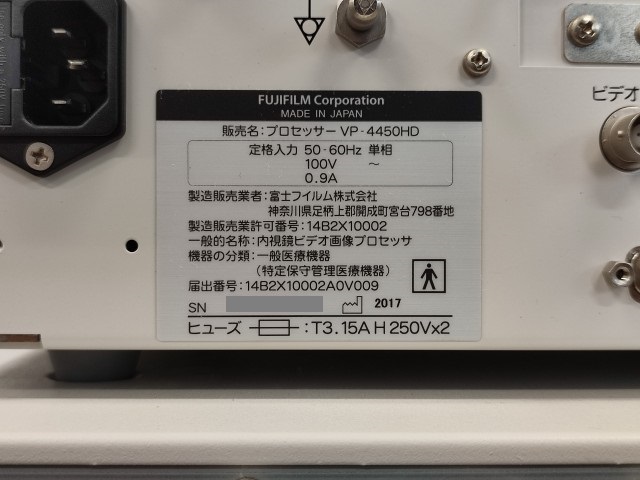 FUJIFILM Corporation
MADE IN JAPAN
販売名:プロセッサー VP-4450HD
定格入力 50-60Hz 単相
100V ～
0.9A
製造販売業者:富士フイルム株式会社
神奈川県足柄上郡開成町宮台798番地
製造販売業許可番号:14B2X10002
一般的名称:内視鏡ビデオ画像プロセッサ
機器の分類:一般医療機器
(特定保守管理医療機器)
届出番号:14B2X10002A0V009
SN 2017
ヒューズ :T3.15A H 250Vx2
ビデオ